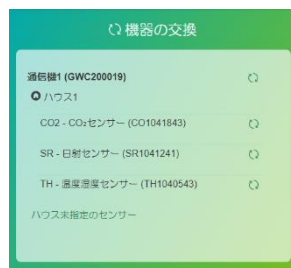 機器の交換
通信機1 (GWC200019)
ハウス1
CO2 - CO₂センサー (CO1041843)
SR - 日射センサー (SR1041241)
TH - 温度湿度センサー (TH1040543)
ハウス未指定のセンサー